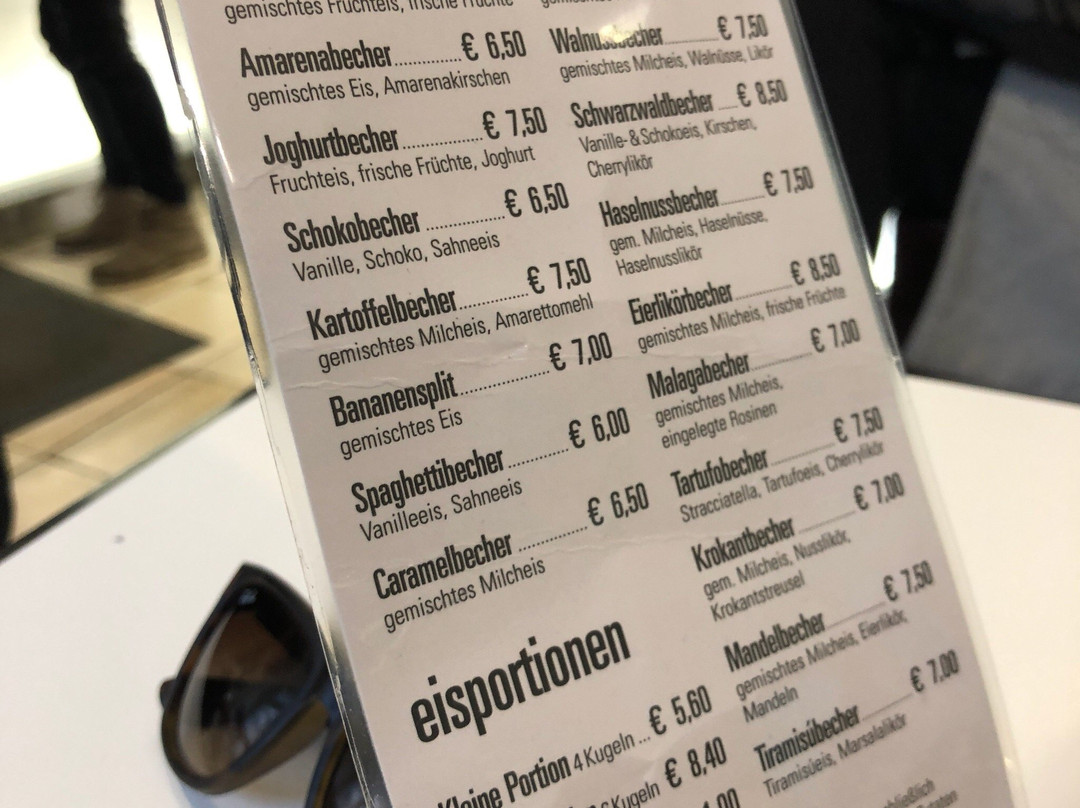 gemischtes Fruchteis, frische Früchte
Amarenabecher ............. € 6,50
gemischtes Eis, Amarenakirschen
Joghurtbecher ............... € 7,50
Fruchteis, frische Früchte, Joghurt
Schokobecher ............... € 6,50
Vanille, Schoko, Sahneeis
Kartoffelbecher ............. € 7,50
gemischtes Milcheis, Amarettomehl
Bananensplit ................. € 7,00
gemischtes Eis
Spaghettibecher ............ € 6,00
Vanilleeis, Sahneeis
Caramelbecher .............. € 6,50
gemischtes Milcheis
eisportionen
Kleine Portion 4 Kugeln ... € 5,60
Kugeln € 8,40
Walnussbecher ............. € 7,50
gemischtes Milcheis, Walnüsse, Likör
Schwarzwaldbecher .... € 8,50
Vanille- & Schokoeis, Kirschen,
Cherrylikör
Haselnussbecher .......... € 7,50
gem. Milcheis, Haselnüsse,
Haselnusslikör
Eierlikörbecher ............. € 8,50
gemischtes Milcheis, frische Früchte
Malagabecher .............. € 7,00
gemischtes Milcheis,
eingelegte Rosinen
Tartufobecher .............. € 7,50
Stracciatella, Tartufoeis, Cherrylikör
Krokantbecher ............. € 7,00
gem. Milcheis, Nusslikör,
Krokantstreusel
Mandelbecher ............. € 7,50
gemischtes Milcheis, Eierlikör,
Mandeln
Tiramisùbecher ............ € 7,00
Tiramisùeis, Marsalalikör